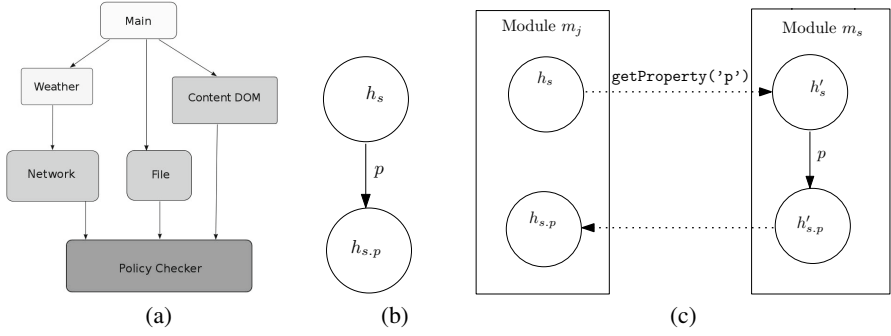 Main
Weather
Content DOM
Network
File
Policy Checker
(a)
h_s
p
h_{s.p}
(b)
Module m_j
Module m_s
h_s
getProperty('p')
h'_s
p
h_{s.p}
h'_{s.p}
(c)